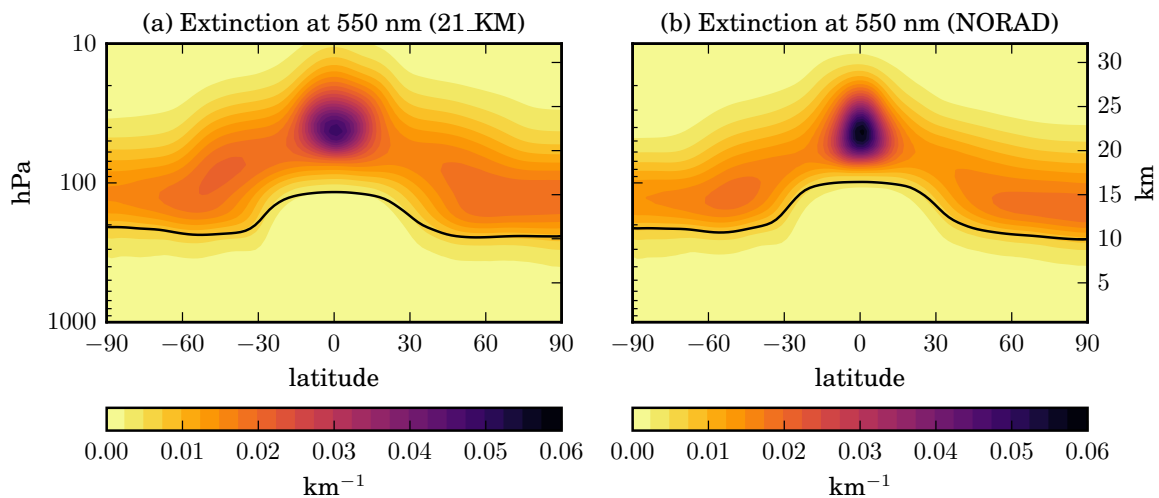 (a) Extinction at 550 nm (21_KM)
(b) Extinction at 550 nm (NORAD)
hPa
10
100
1000
−90 −60 −30 0 30 60 90
latitude
0.00 0.01 0.02 0.03 0.04 0.05 0.06
km−1
30
25
20
15
10
5
km
−90 −60 −30 0 30 60 90
latitude
0.00 0.01 0.02 0.03 0.04 0.05 0.06
km−1